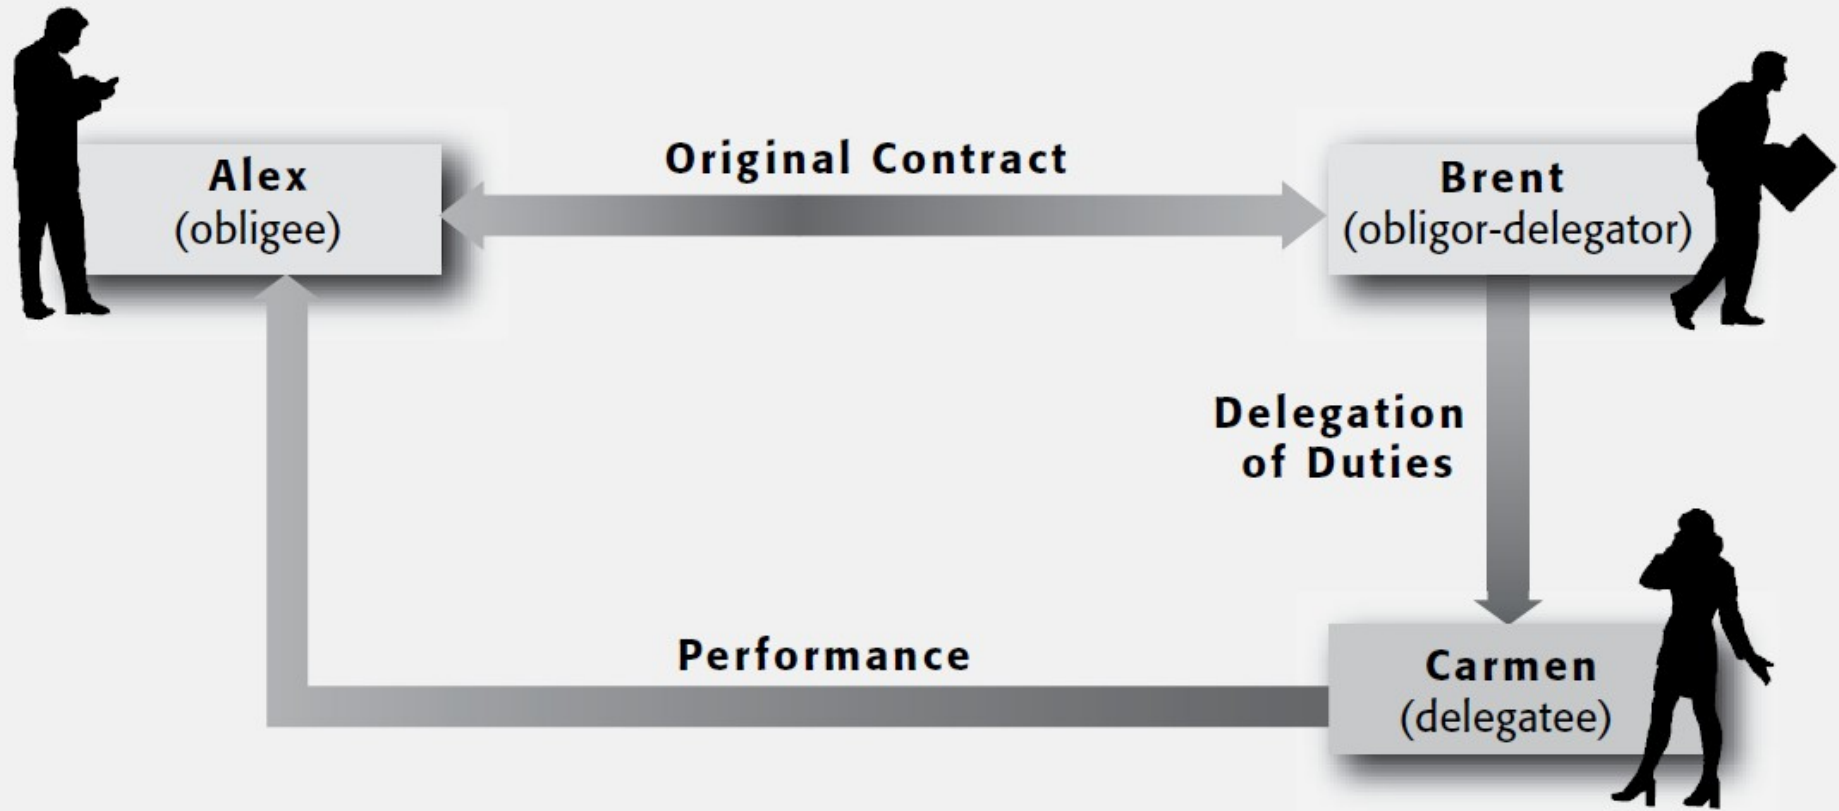 Original Contract
Alex
(obligee)
Brent
(obligor-delegator)
Delegation
of Duties
Performance
Carmen
(delegatee)